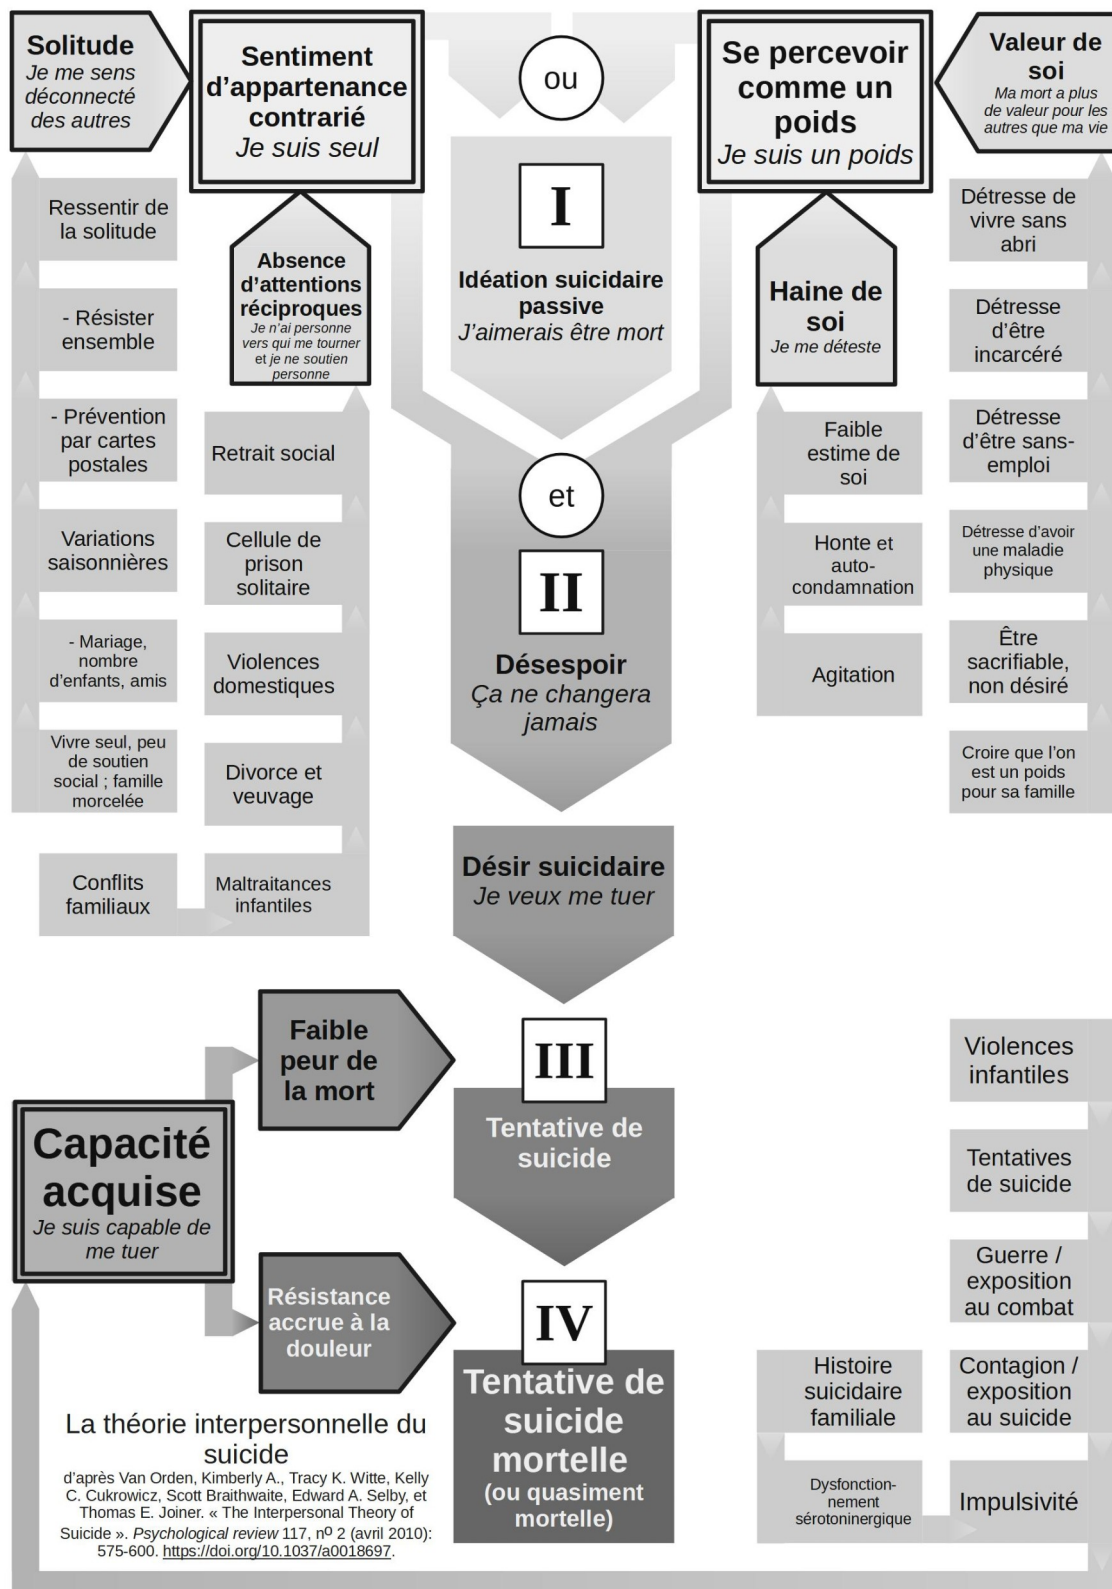 Solitude
Je me sens
déconnecté
des autres
Sentiment
d’appartenance
contrarié
Je suis seul
ou
Se percevoir
comme un
poids
Je suis un poids
Valeur de
soi
Ma mort a plus
de valeur pour les
autres que ma vie
Ressentir de
la solitude
- Résister
ensemble
- Prévention
par cartes
postales
Variations
saisonnières
- Mariage,
nombre
d’enfants, amis
Vivre seul, peu
de soutien
social ; famille
morcelée
Conflits
familiaux
Absence
d’attentions
réciproques
Je n’ai personne
vers qui me tourner
et je ne soutien
personne
Retrait social
Cellule de
prison
solitaire
Violences
domestiques
Divorce et
veuvage
Maltraitances
infantiles
I
Idéation suicidaire
passive
J’aimerais être mort
et
II
Désespoir
Ça ne changera
jamais
Désir suicidaire
Je veux me tuer
Haine de
soi
Je me déteste
Faible
estime de
soi
Honte et
auto-
condamnation
Agitation
Détresse de
vivre sans
abri
Détresse
d’être
incarcéré
Détresse
d’être sans-
emploi
Détresse d’avoir
une maladie
physique
Être
sacrifiable,
non désiré
Croire que l’on
est un poids
pour sa famille
Capacité
acquise
Je suis capable de
me tuer
Faible
peur de
la mort
Résistance
accrue à la
douleur
III
Tentative de
suicide
IV
Tentative de
suicide
mortelle
(ou quasiment
mortelle)
Violences
infantiles
Tentatives
de suicide
Guerre /
exposition
au combat
Contagion /
exposition
au suicide
Impulsivité
Histoire
suicidaire
familiale
Dysfonction-
nement
sérotoninergique
La théorie interpersonnelle du
suicide
d’après Van Orden, Kimberly A., Tracy K. Witte, Kelly
C. Cukrowicz, Scott Braithwaite, Edward A. Selby, et
Thomas E. Joiner. « The Interpersonal Theory of
Suicide ». Psychological review 117, nᵒ 2 (avril 2010):
575-600. https://doi.org/10.1037/a0018697.